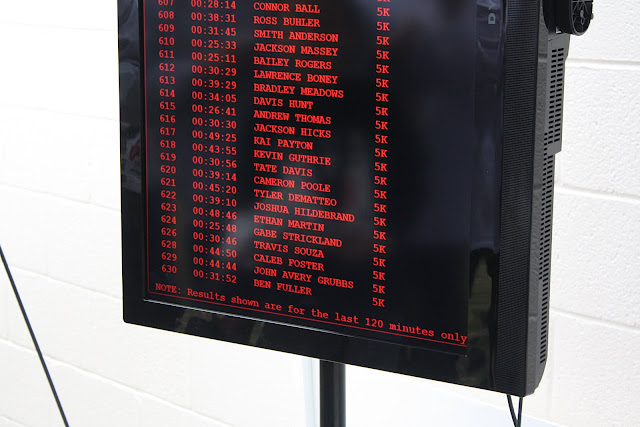 607 00:28:14 CONNOR BALL 5K
608 00:38:31 ROSS BUHLER 5K
609 00:31:45 SMITH ANDERSON 5K
610 00:25:33 JACKSON MASSEY 5K
611 00:25:11 BAILEY ROGERS 5K
612 00:30:29 LAWRENCE BONEY 5K
613 00:39:29 BRADLEY MEADOWS 5K
614 00:34:05 DAVIS HUNT 5K
615 00:26:41 ANDREW THOMAS 5K
616 00:30:30 JACKSON HICKS 5K
617 00:49:25 KAI PAYTON 5K
618 00:43:55 KEVIN GUTHRIE 5K
619 00:30:56 TATE DAVIS 5K
620 00:39:14 CAMERON POOLE 5K
621 00:45:20 TYLER DEMATTEO 5K
622 00:39:10 JOSHUA HILDEBRAND 5K
623 00:48:46 ETHAN MARTIN 5K
624 00:25:48 GABE STRICKLAND 5K
626 00:30:46 TRAVIS SOUZA 5K
628 00:44:50 CALEB FOSTER 5K
629 00:44:44 JOHN AVERY GRUBBS 5K
630 00:31:52 BEN FULLER 5K
NOTE: Results shown are for the last 120 minutes only